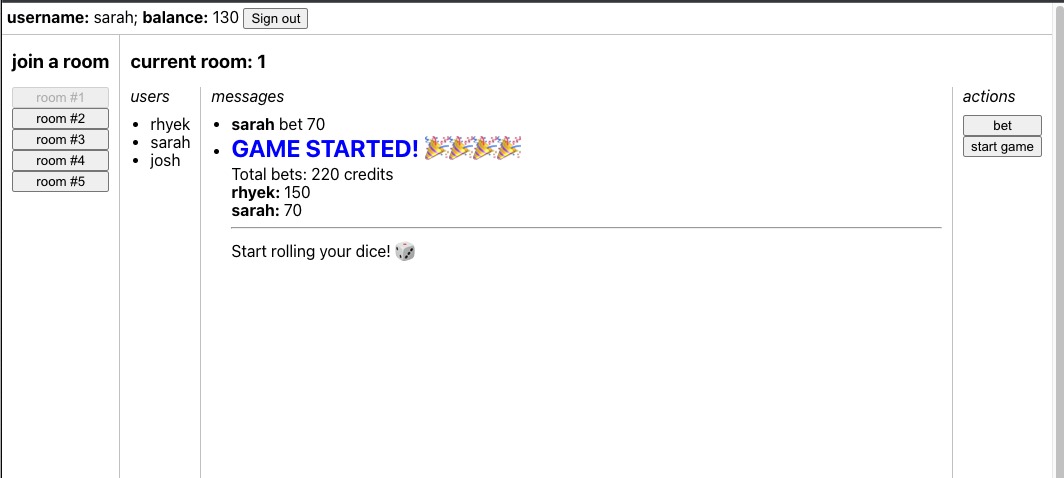 username: sarah; balance: 130 Sign out
join a room
room #1
room #2
room #3
room #4
room #5
current room: 1
users
rhyek
sarah
josh
messages
sarah bet 70
GAME STARTED! 🎉🎉🎉🎉
Total bets: 220 credits
rhyek: 150
sarah: 70
Start rolling your dice! 🎲
actions
bet
start game